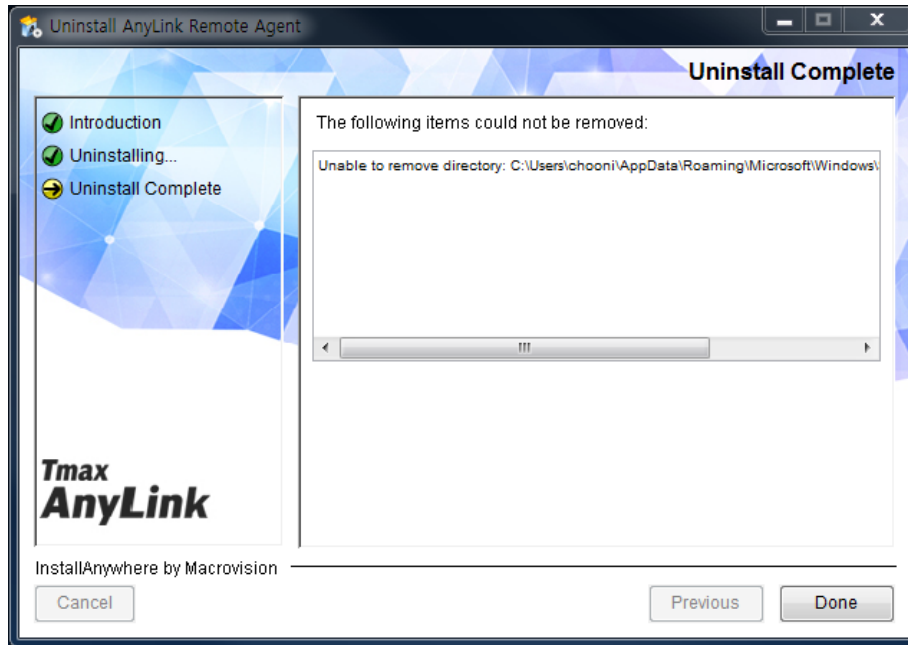 Uninstall AnyLink Remote Agent
Uninstall Complete
Introduction
Uninstalling...
Uninstall Complete
The following items could not be removed:
Unable to remove directory: C:\Users\chooni\AppData\Roaming\Microsoft\Windows\
Tmax
AnyLink
InstallAnywhere by Macrovision
Cancel
Previous
Done